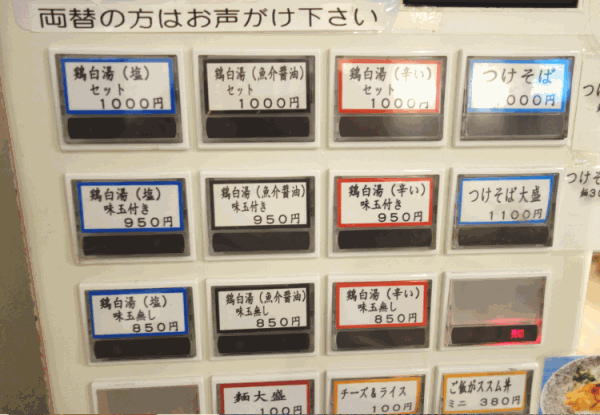 両替の方はお声がけ下さい
鶏白湯（塩）
セット
1000円
鶏白湯（魚介醤油）
セット
1000円
鶏白湯（辛い）
セット
1000円
つけそば
1000円
つけ
鶏白湯（塩）
味玉付き
950円
鶏白湯（魚介醤油）
味玉付き
950円
鶏白湯（辛い）
味玉付き
950円
つけそば大盛
1100円
つけそ
鶏白湯（塩）
味玉無し
850円
鶏白湯（魚介醤油）
味玉無し
850円
鶏白湯（辛い）
味玉無し
850円
麺大盛
100円
チーズ&ライス
100円
ご飯がススム丼
ミニ 380円